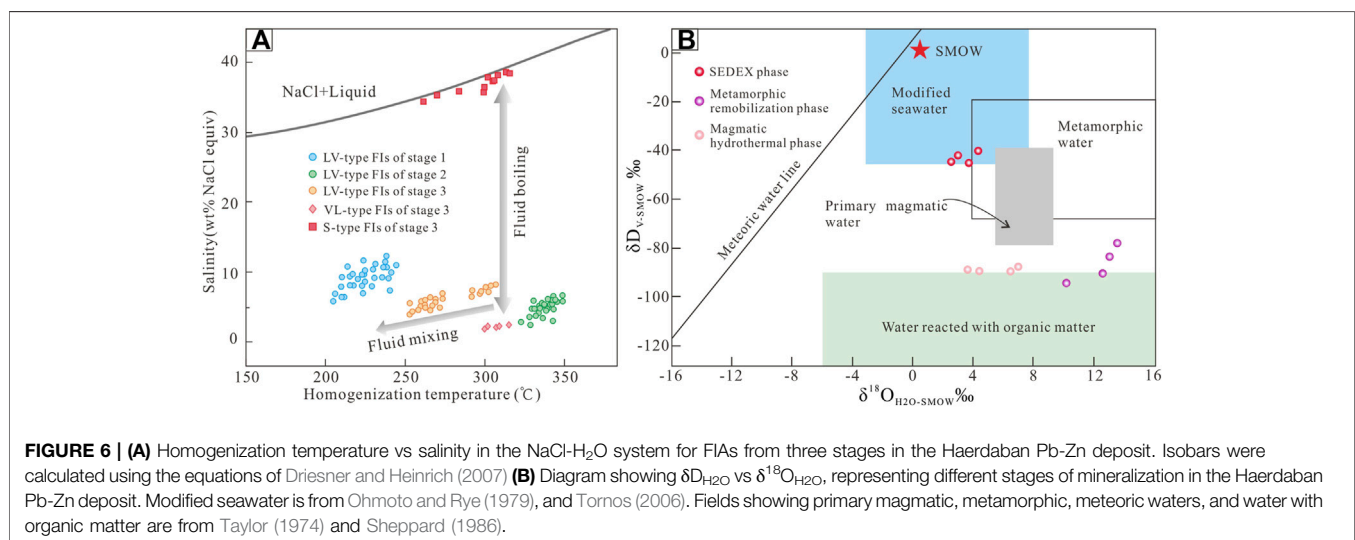 A
40
30
20
10
0
Salinity(wt% NaCl equiv)
NaCl+Liquid
LV-type FIs of stage 1
LV-type FIs of stage 2
LV-type FIs of stage 3
VL-type FIs of stage 3
S-type FIs of stage 3
Fluid boiling
Fluid mixing
150
200
250
300
350
Homogenization temperature (℃)
B
0
-20
-40
-60
-80
-100
-120
δD V-SMOW ‰
SMOW
SEDEX phase
Metamorphic
remobilization phase
Magmatic
hydrothermal phase
Modified
seawater
Metamorphic
water
Primary magmatic
water
Meteoric water line
Water reacted with organic matter
-16
-12
-8
-4
0
4
8
12
16
δ18O H2O-SMOW‰
FIGURE 6 | (A) Homogenization temperature vs salinity in the NaCl-H2O system for FIAs from three stages in the Haerdaban Pb-Zn deposit. Isobars were
calculated using the equations of Driesner and Heinrich (2007) (B) Diagram showing δDH2O vs δ18OH2O, representing different stages of mineralization in the Haerdaban
Pb-Zn deposit. Modified seawater is from Ohmoto and Rye (1979), and Tornos (2006). Fields showing primary magmatic, metamorphic, meteoric waters, and water with
organic matter are from Taylor (1974) and Sheppard (1986).